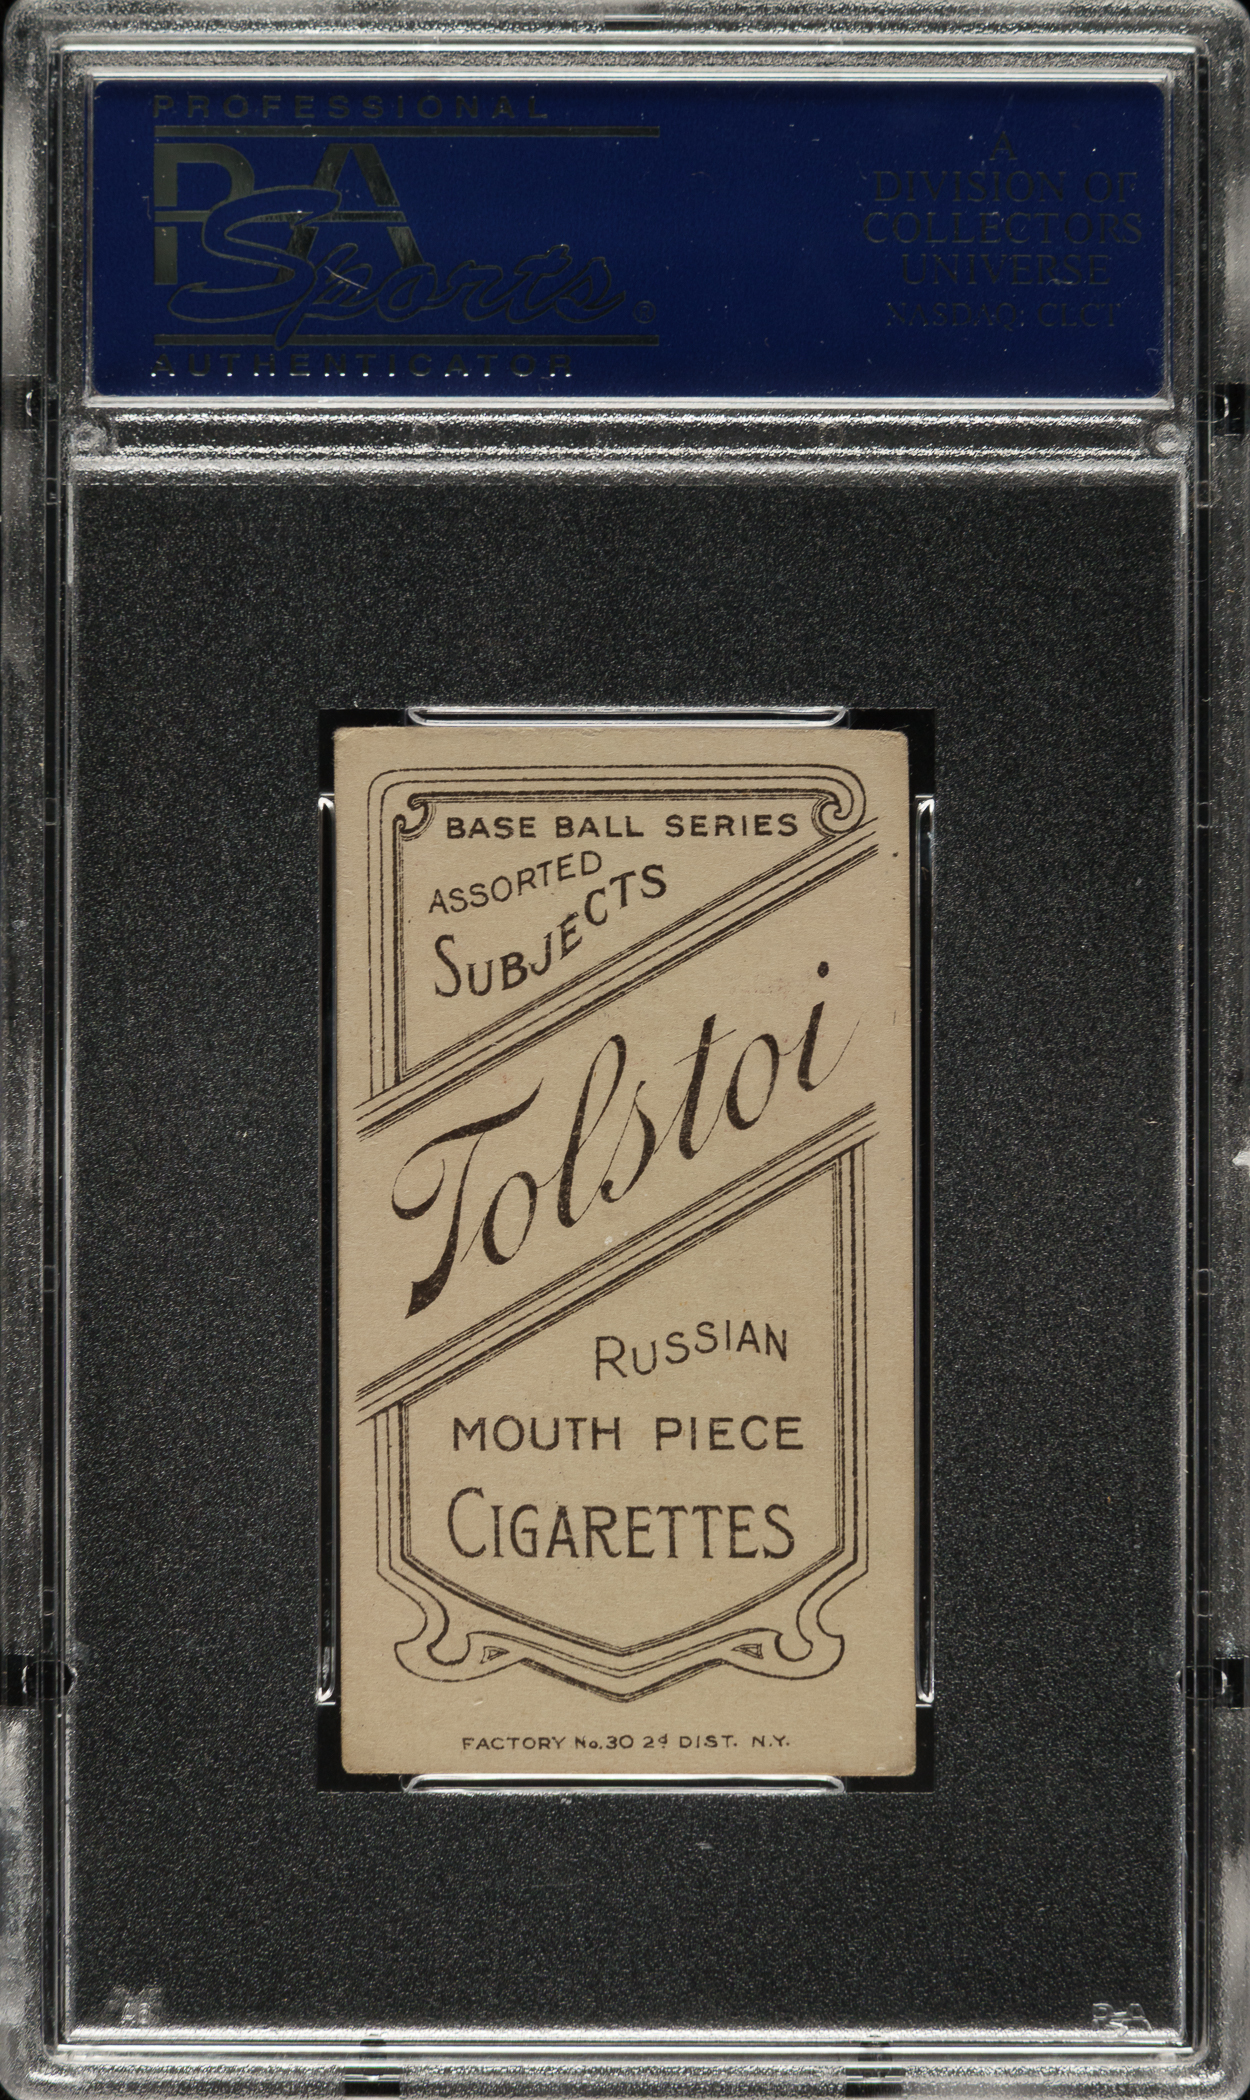 PROFESSIONAL
PSA
Sports®
AUTHENTICATOR
A
DIVISION OF
COLLECTORS
UNIVERSE
NASDAQ: CLCT
BASE BALL SERIES
ASSORTED
SUBJECTS
Tolstoi
RUSSIAN
MOUTH PIECE
CIGARETTES
FACTORY No. 30 2d DIST. N.Y.
PSA